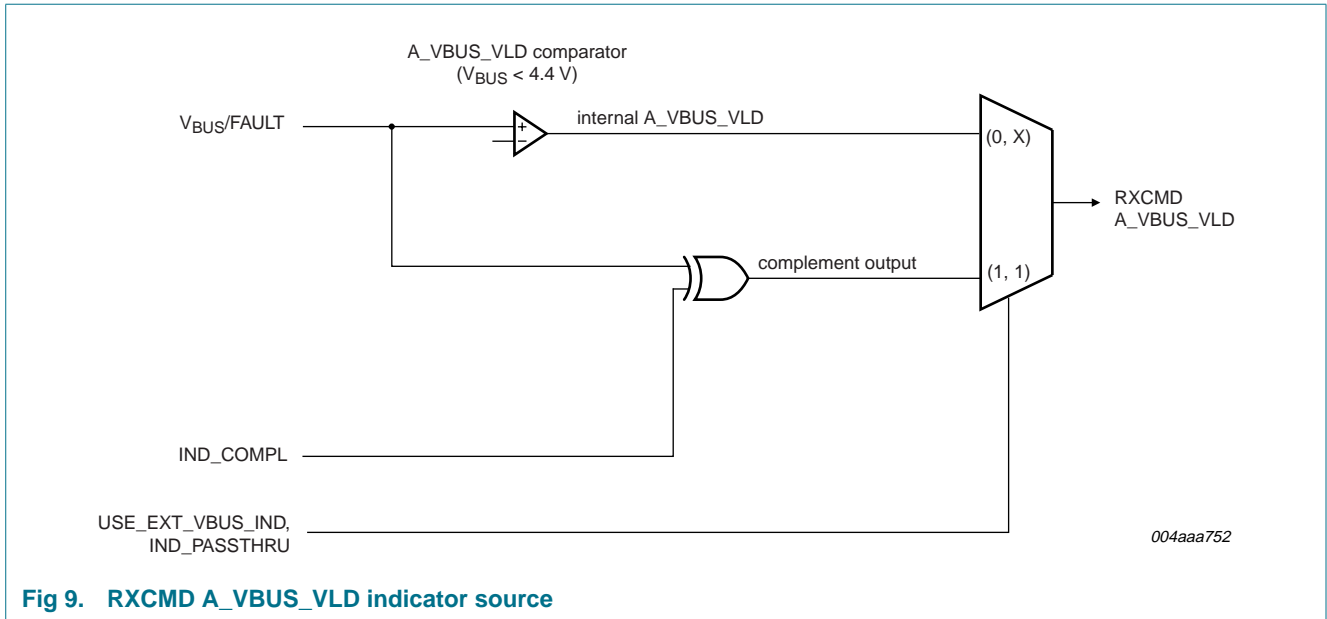 A_VBUS_VLD comparator
(VBUS < 4.4 V)
VBUS/FAULT
+
−
internal A_VBUS_VLD
(0, X)
RXCMD
A_VBUS_VLD
complement output
(1, 1)
IND_COMPL
USE_EXT_VBUS_IND,
IND_PASSTHRU
004aaa752
Fig 9. RXCMD A_VBUS_VLD indicator source